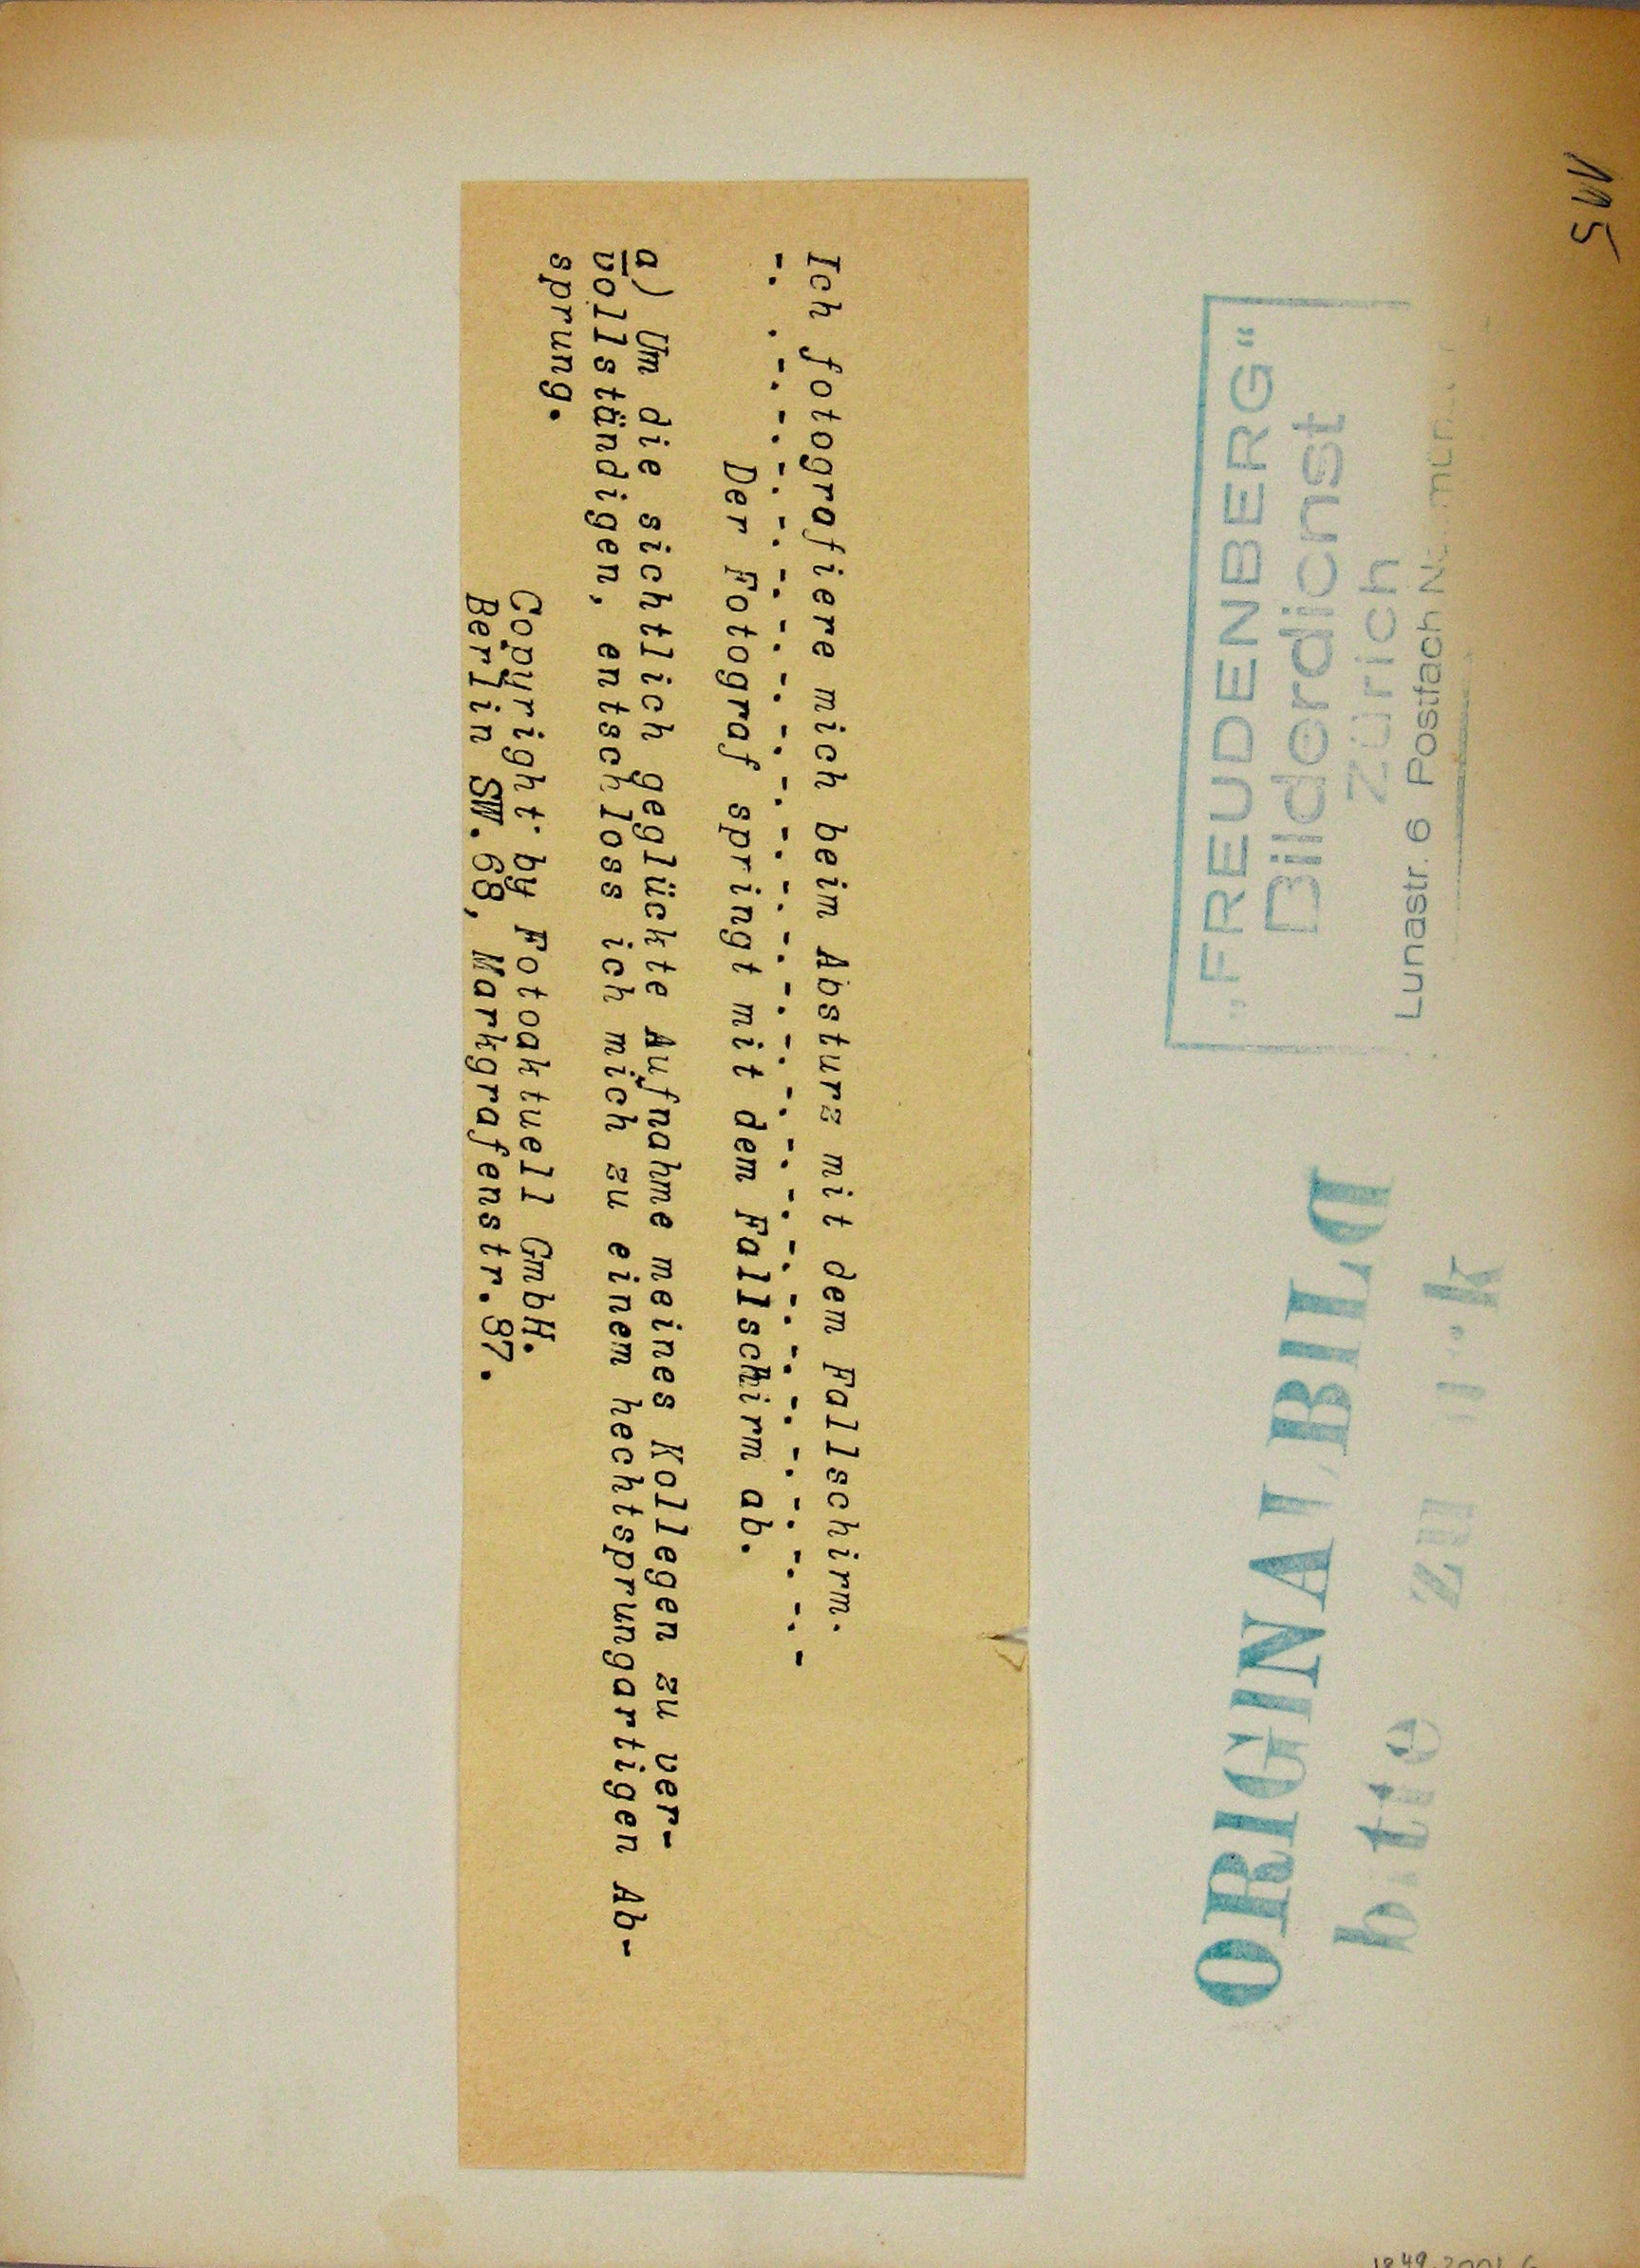 Ich fotografiere mich beim Absturz mit dem Fallschirm.
Der Fotograf springt mit dem Fallschirm ab.
a) Um die sichtlich geglückte Aufnahme meines Kollegen zu ver-
vollständigen, entschloss ich mich zu einem hechtsprungartigen Ab-
sprung.
Copyright by Fotoaktuell GmbH.
Berlin SW.68, Markgrafenstr.87.
„FREUDENBERG“
Bilderdienst
Zürich
Lunastr. 6 Postfach
ORIGINALBILD
bitte
115